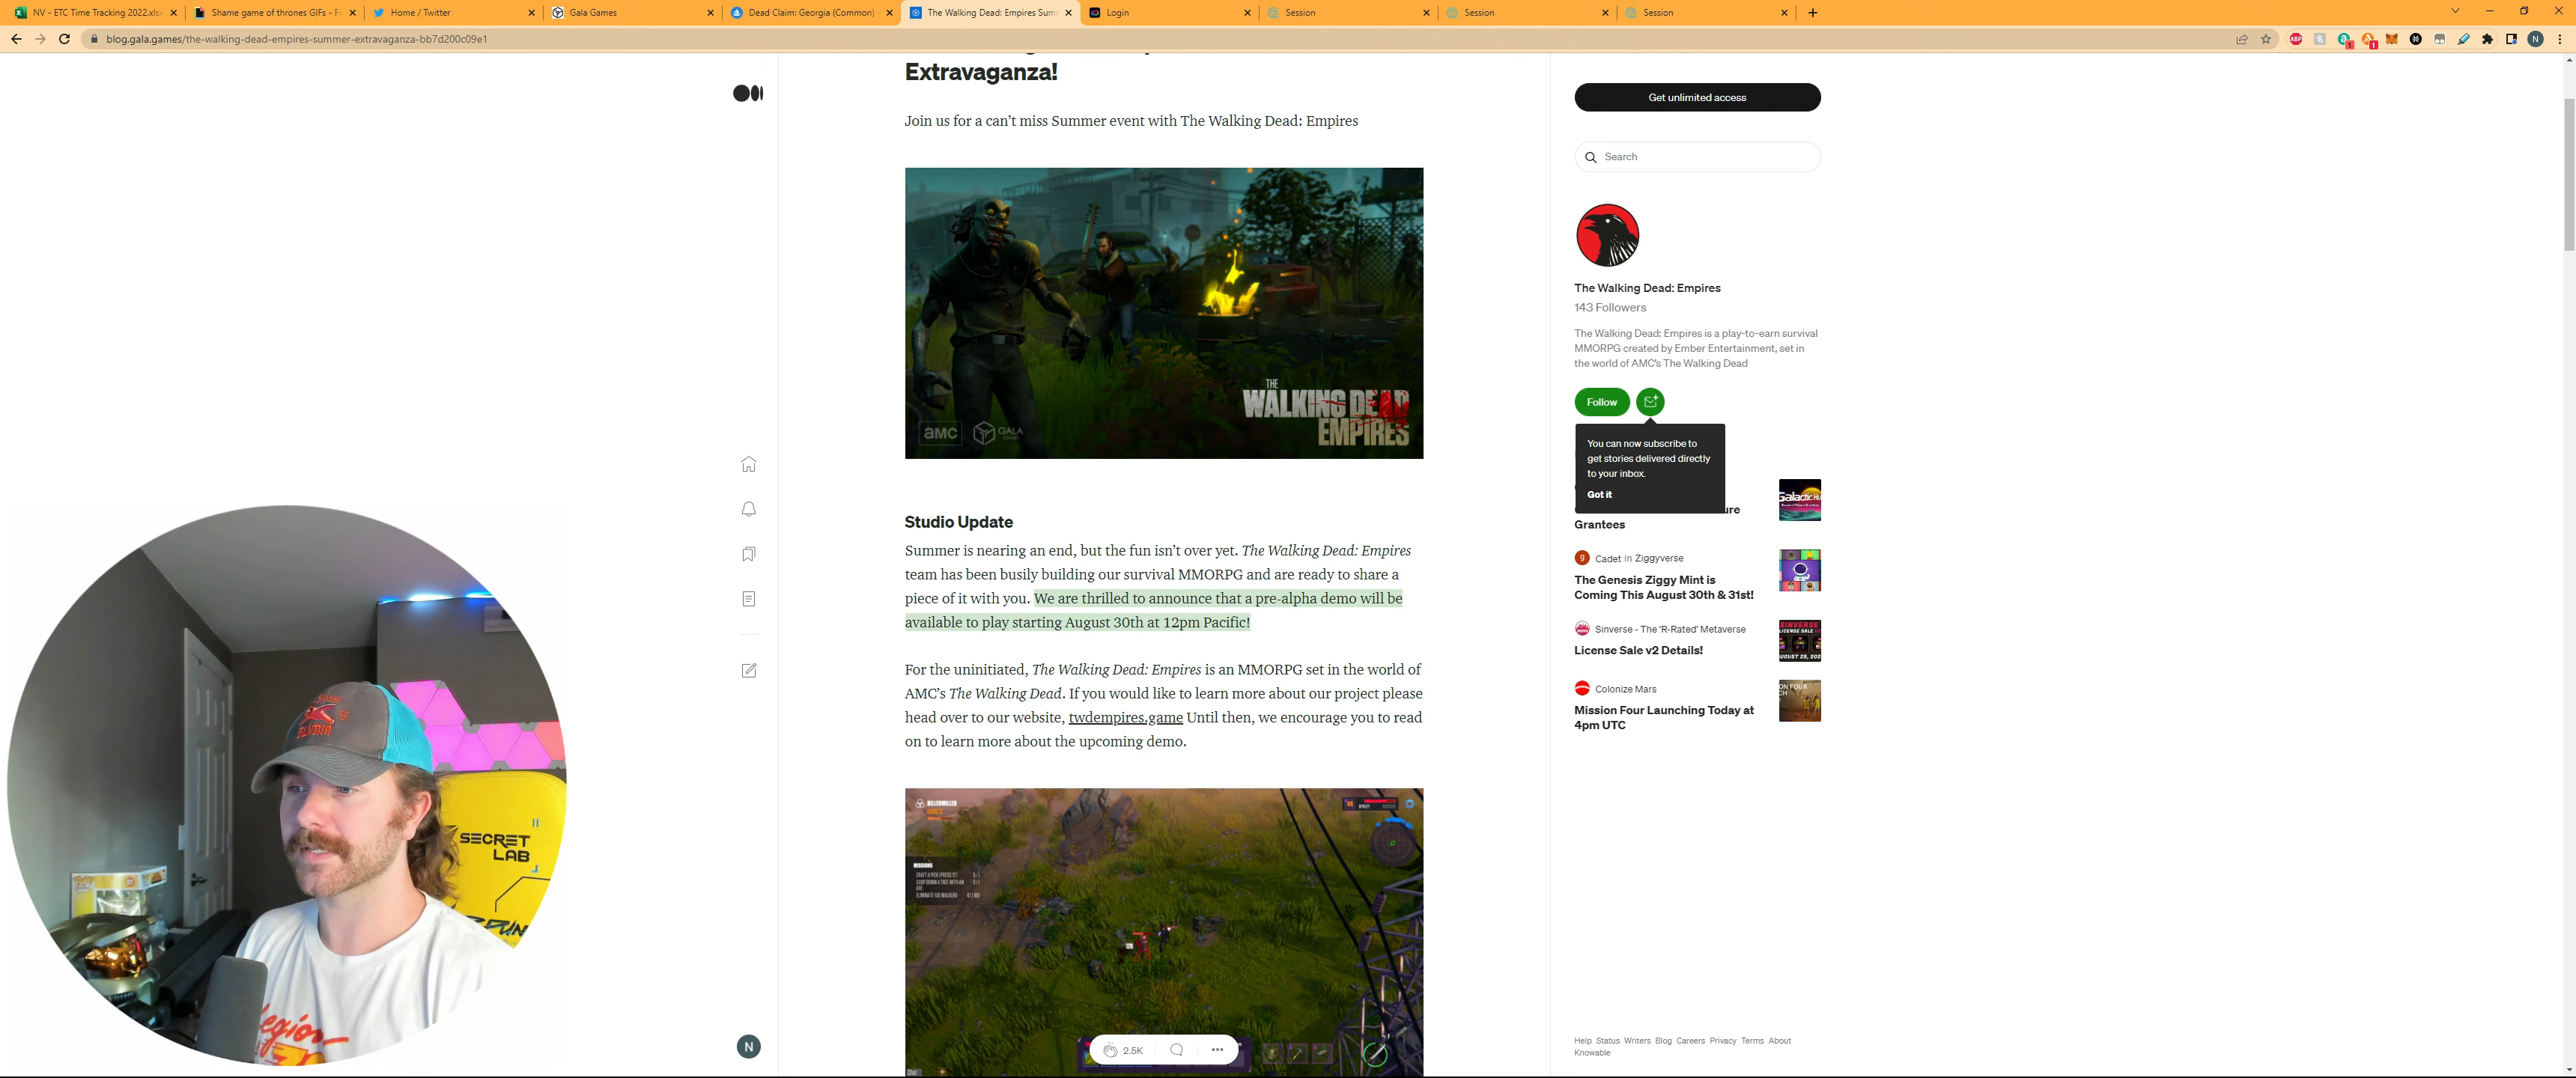 NV - ETC Time Tracking 2022.xlsx
Shame game of thrones GIFs - Fi
Home / Twitter
Gala Games
Dead Claim: Georgia (Common)
The Walking Dead: Empires Sum
Login
Session
Session
Session
blog.gala.games/the-walking-dead-empires-summer-extravaganza-bb7d200c09e1
Extravaganza!
Join us for a can't miss Summer event with The Walking Dead: Empires
THE
WALKING DEAD
EMPIRES
amc
GALA
GAMES
Studio Update
Summer is nearing an end, but the fun isn't over yet. The Walking Dead: Empires
team has been busily building our survival MMORPG and are ready to share a
piece of it with you. We are thrilled to announce that a pre-alpha demo will be
available to play starting August 30th at 12pm Pacific!
For the uninitiated, The Walking Dead: Empires is an MMORPG set in the world of
AMC's The Walking Dead. If you would like to learn more about our project please
head over to our website, twdempires.game Until then, we encourage you to read
on to learn more about the upcoming demo.
MISSIONS
2.5K
Chat
Get unlimited access
Search
The Walking Dead: Empires
143 Followers
The Walking Dead: Empires is a play-to-earn survival
MMORPG created by Ember Entertainment, set in
the world of AMC's The Walking Dead
Follow
You can now subscribe to
get stories delivered directly
to your inbox.
Got it
ure
Grantees
Cadet in Ziggyverse
The Genesis Ziggy Mint is
Coming This August 30th & 31st!
Sinverse - The 'R-Rated' Metaverse
License Sale v2 Details!
Colonize Mars
Mission Four Launching Today at
4pm UTC
Help Status Writers Blog Careers Privacy Terms About
Knowable
SECRET
LAB
N
N